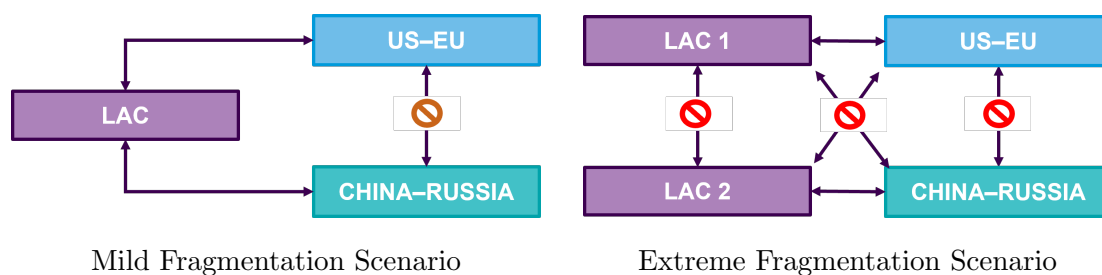 US–EU
LAC
CHINA–RUSSIA
Mild Fragmentation Scenario
LAC 1
US–EU
LAC 2
CHINA–RUSSIA
Extreme Fragmentation Scenario